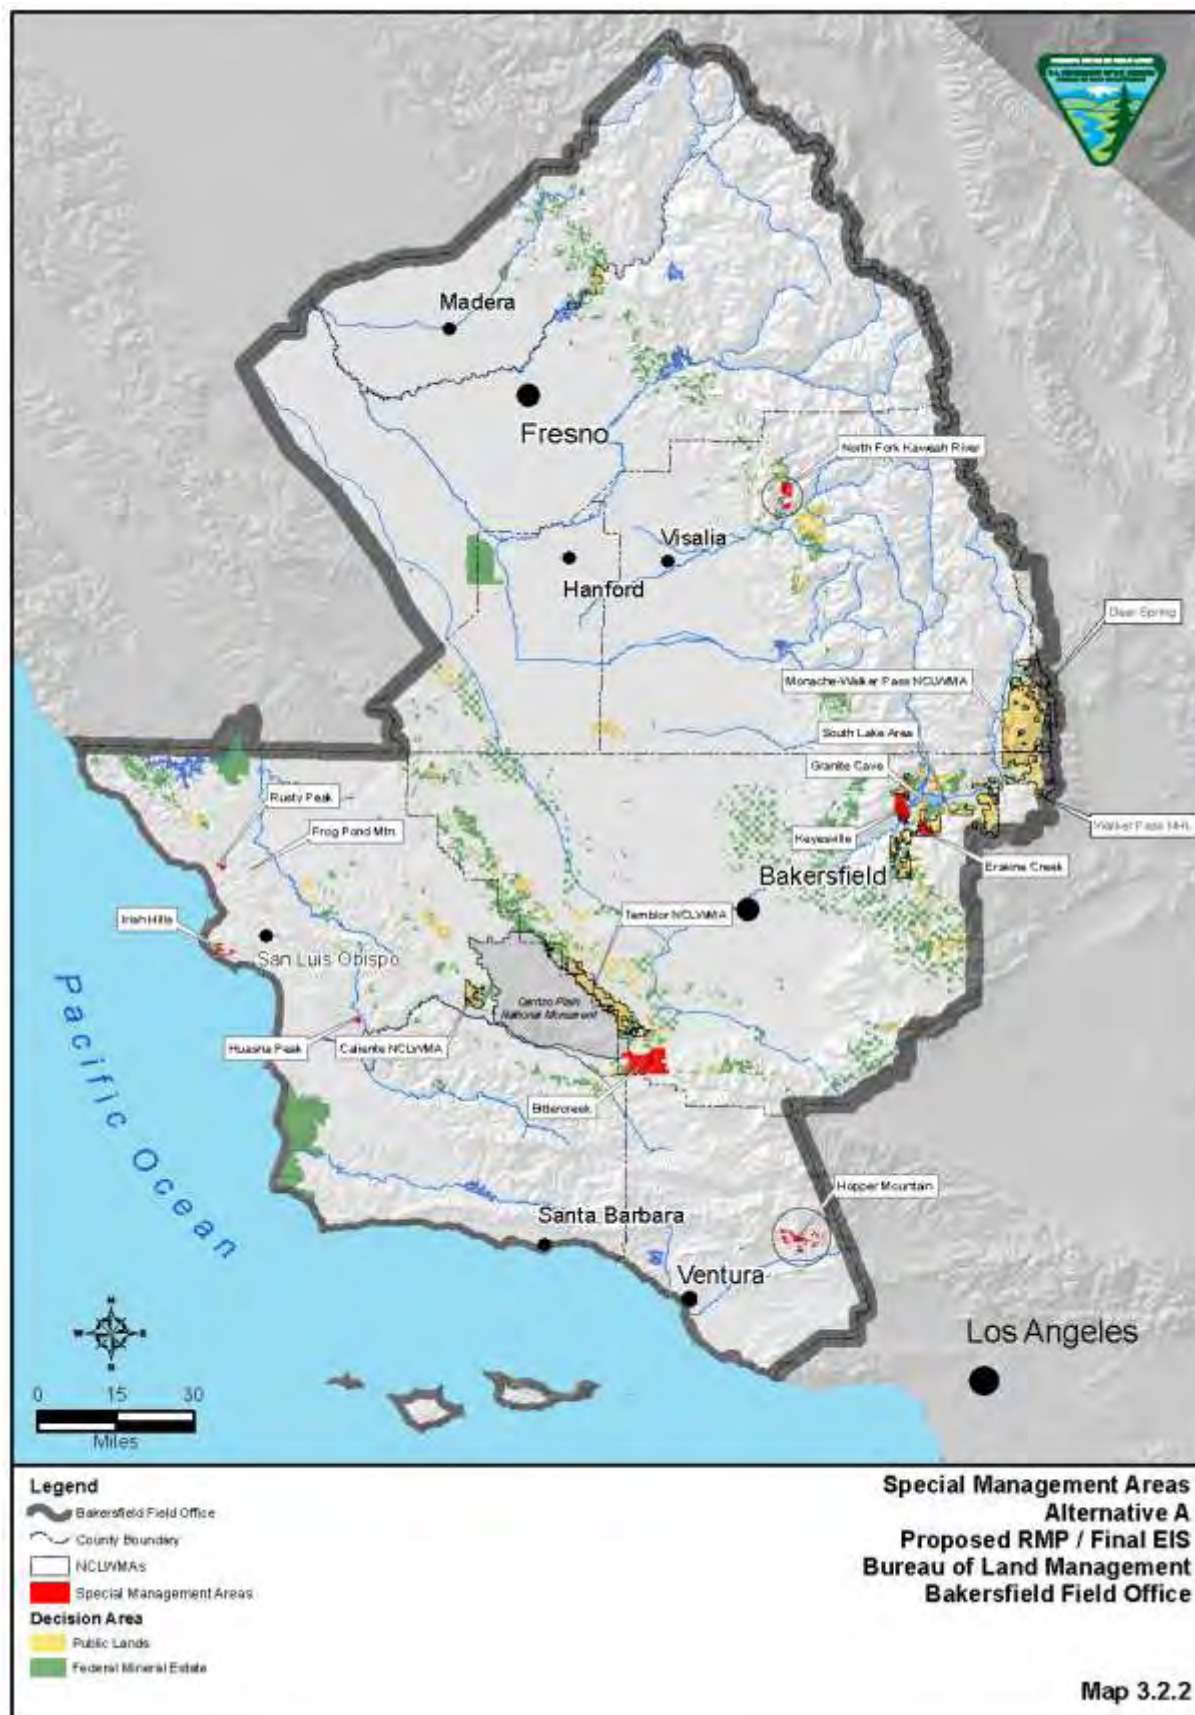 Madera
Fresno
North Fork Kaweah River
Visalia
Hanford
Deer Spring
Monache-Walker Pass NCLWMA
South Lake Area
Granite Cave
Rusty Peak
Frog Pond Mtn.
Keyesville
Walker Pass NHL
Erskine Creek
Bakersfield
Temblor NCLWMA
Irish Hills
San Luis Obispo
Carrizo Plain
National Monument
Huasna Peak
Caliente NCLWMA
Bittercreek
Pacific Ocean
Hopper Mountain
Santa Barbara
Ventura
Los Angeles
N
W E
S
0 15 30
Miles
Legend
Bakersfield Field Office
County Boundary
NCLWMAs
Special Management Areas
Decision Area
Public Lands
Federal Mineral Estate
Special Management Areas
Alternative A
Proposed RMP / Final EIS
Bureau of Land Management
Bakersfield Field Office
Map 3.2.2